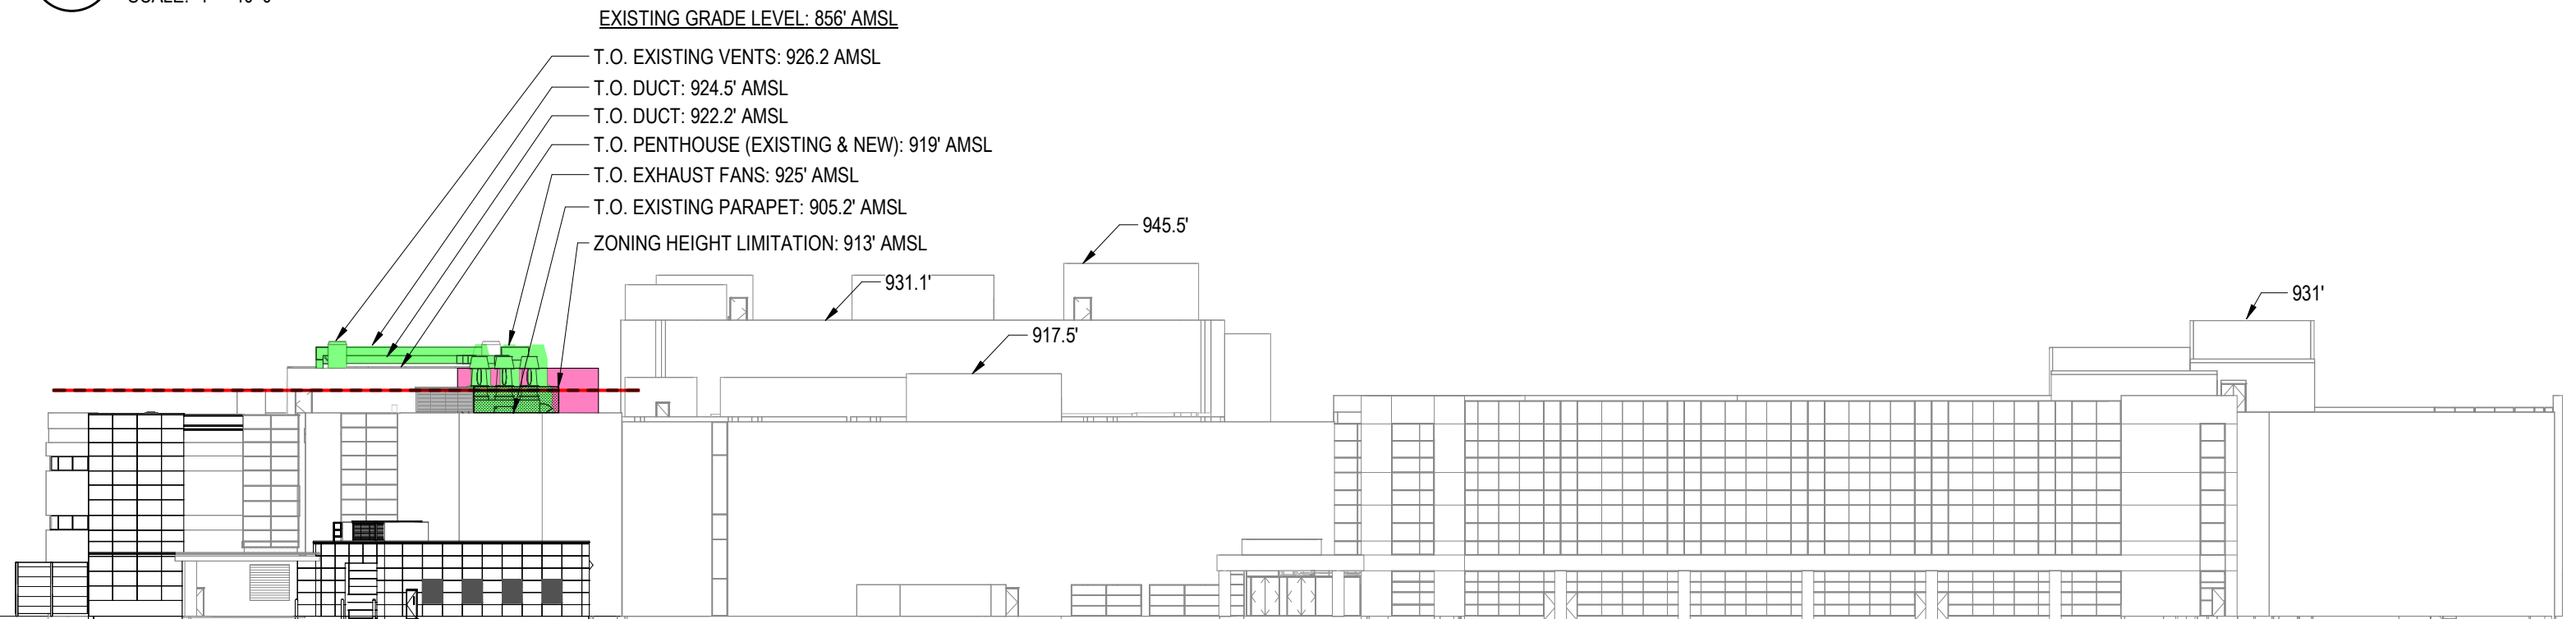 EXISTING GRADE LEVEL: 856' AMSL
T.O. EXISTING VENTS: 926.2 AMSL
T.O. DUCT: 924.5' AMSL
T.O. DUCT: 922.2' AMSL
T.O. PENTHOUSE (EXISTING & NEW): 919' AMSL
T.O. EXHAUST FANS: 925' AMSL
T.O. EXISTING PARAPET: 905.2' AMSL
ZONING HEIGHT LIMITATION: 913' AMSL
945.5'
931.1'
917.5'
931'